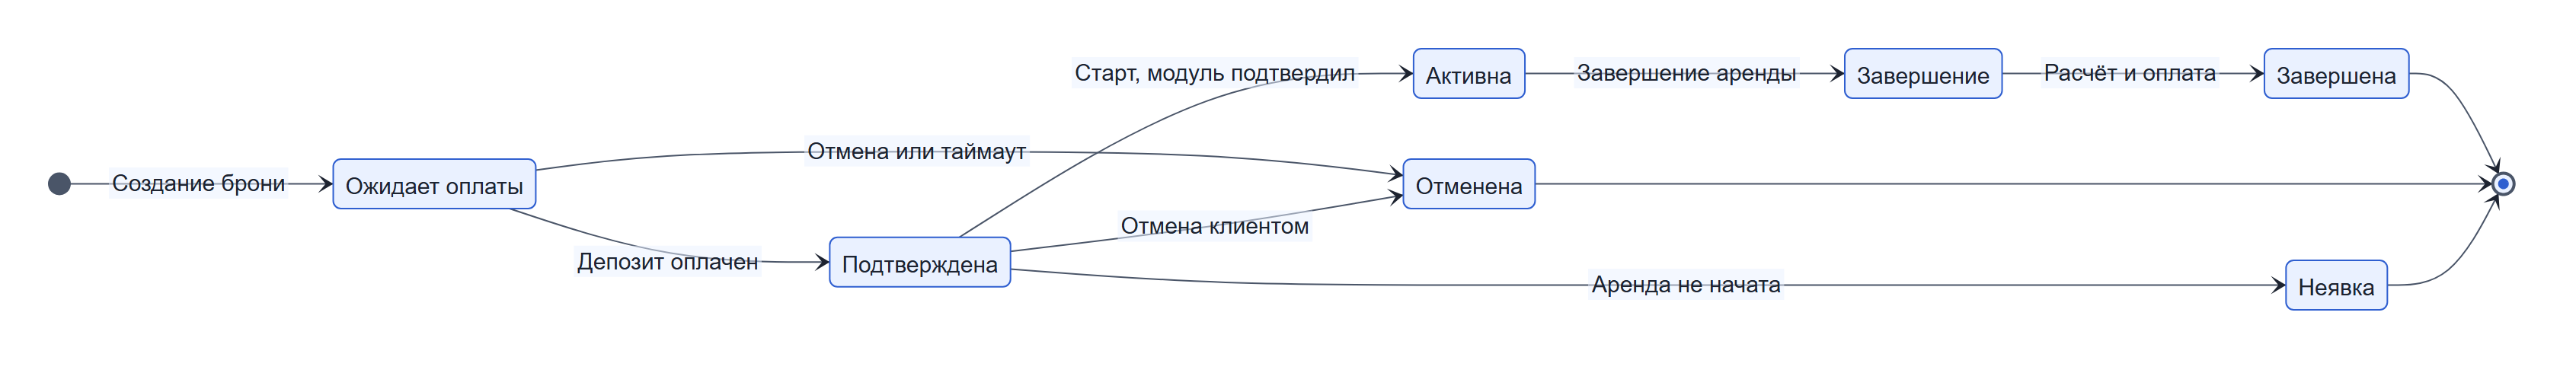 Старт, модуль подтвердил
Активна
Завершение аренды
Завершение
Расчёт и оплата
Завершена
Отмена или таймаут
Создание брони
Ожидает оплаты
Отменена
Отмена клиентом
Депозит оплачен
Подтверждена
Аренда не начата
Неявка